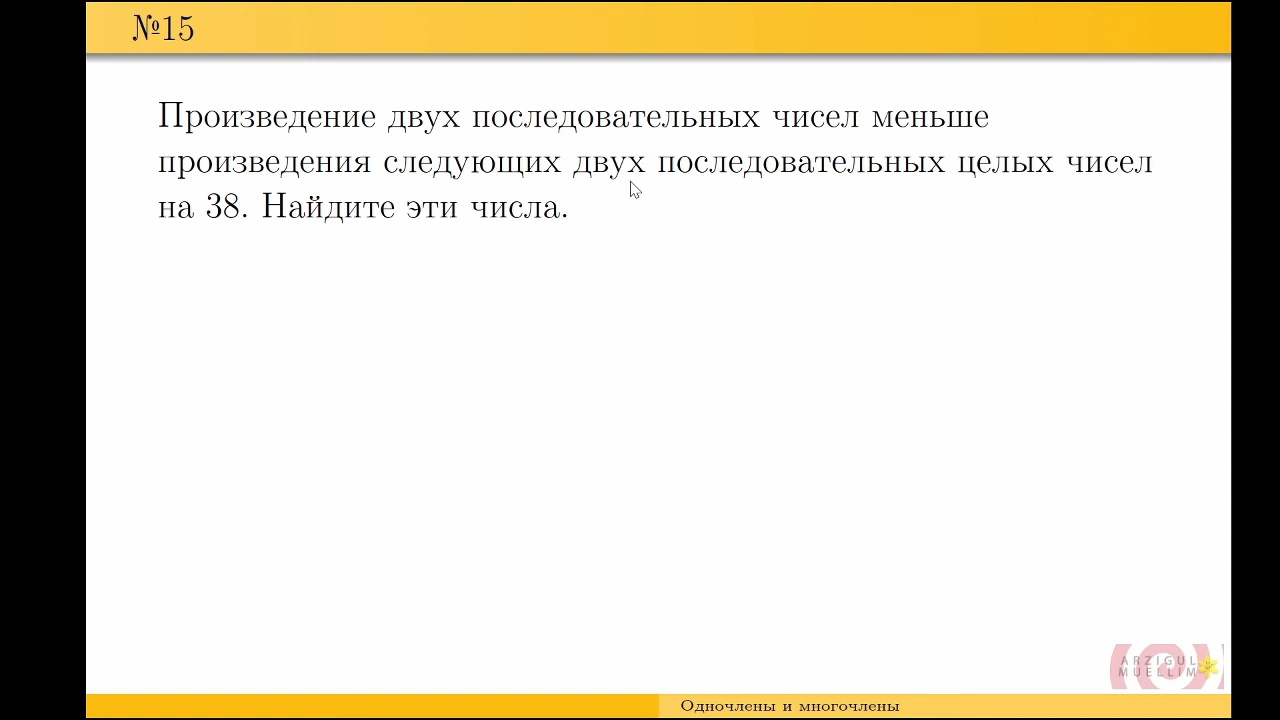 №15
Произведение двух последовательных чисел меньше
произведения следующих двух последовательных целых чисел
на 38. Найдите эти числа.
ARZIGUL
MUELLIM
Одночлены и многочлены